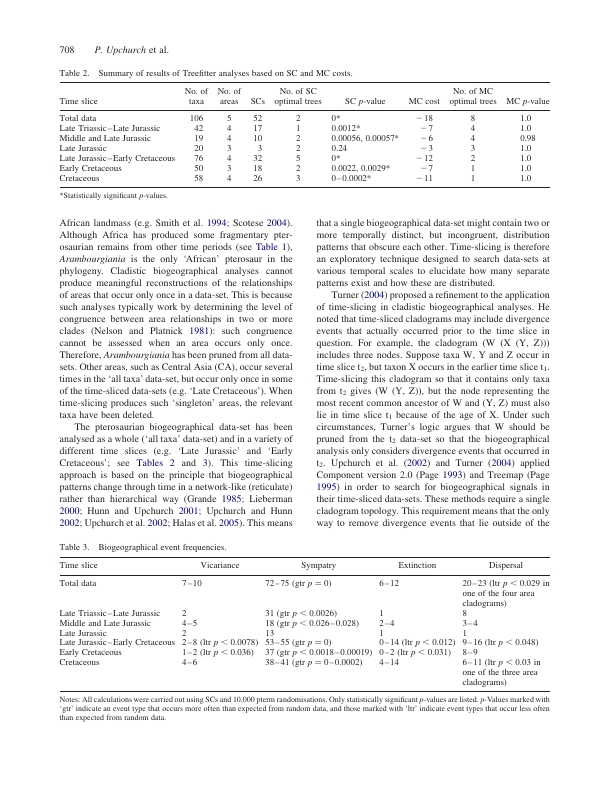 708 P. Upchurch et al.
Table 2. Summary of results of Treefitter analyses based on SC and MC costs.
No. of No. of No. of SC No. of MC
Time slice taxa areas SCs optimal trees SC p-value MC cost optimal trees MC p-value
Total data 106 5 52 2 0* −18 8 1.0
Late Triassic–Late Jurassic 42 4 17 1 0.0012* −7 4 1.0
Middle and Late Jurassic 19 4 10 2 0.00056, 0.00057* −6 4 0.98
Late Jurassic 20 3 3 2 0.24 −3 3 1.0
Late Jurassic–Early Cretaceous 76 4 32 5 0* −12 2 1.0
Early Cretaceous 50 3 18 2 0.0022, 0.0029* −7 1 1.0
Cretaceous 58 4 26 3 0–0.0002* −11 1 1.0
*Statistically significant p-values.
African landmass (e.g. Smith et al. 1994; Scotese 2004).
Although Africa has produced some fragmentary pter-
osaurian remains from other time periods (see Table 1),
Arambourgiania is the only ‘African’ pterosaur in the
phylogeny. Cladistic biogeographical analyses cannot
produce meaningful reconstructions of the relationships
of areas that occur only once in a data-set. This is because
such analyses typically work by determining the level of
congruence between area relationships in two or more
clades (Nelson and Platnick 1981): such congruence
cannot be assessed when an area occurs only once.
Therefore, Arambourgiania has been pruned from all data-
sets. Other areas, such as Central Asia (CA), occur several
times in the ‘all taxa’ data-set, but occur only once in some
of the time-sliced data-sets (e.g. ‘Late Cretaceous’). When
time-slicing produces such ‘singleton’ areas, the relevant
taxa have been deleted.
The pterosaurian biogeographical data-set has been
analysed as a whole (‘all taxa’ data-set) and in a variety of
different time slices (e.g. ‘Late Jurassic’ and ‘Early
Cretaceous’; see Tables 2 and 3). This time-slicing
approach is based on the principle that biogeographical
patterns change through time in a network-like (reticulate)
rather than hierarchical way (Grande 1985; Lieberman
2000; Hunn and Upchurch 2001; Upchurch and Hunn
2002; Upchurch et al. 2002; Halas et al. 2005). This means
that a single biogeographical data-set might contain two or
more temporally distinct, but incongruent, distribution
patterns that obscure each other. Time-slicing is therefore
an exploratory technique designed to search data-sets at
various temporal scales to elucidate how many separate
patterns exist and how these are distributed.
Turner (2004) proposed a refinement to the application
of time-slicing in cladistic biogeographical analyses. He
noted that time-sliced cladograms may include divergence
events that actually occurred prior to the time slice in
question. For example, the cladogram (W (X (Y, Z)))
includes three nodes. Suppose taxa W, Y and Z occur in
time slice t2, but taxon X occurs in the earlier time slice t1.
Time-slicing this cladogram so that it contains only taxa
from t2 gives (W (Y, Z)), but the node representing the
most recent common ancestor of W and (Y, Z) must also
lie in time slice t1 because of the age of X. Under such
circumstances, Turner’s logic argues that W should be
pruned from the t2 data-set so that the biogeographical
analysis only considers divergence events that occurred in
t2. Upchurch et al. (2002) and Turner (2004) applied
Component version 2.0 (Page 1993) and Treemap (Page
1995) in order to search for biogeographical signals in
their time-sliced data-sets. These methods require a single
cladogram topology. This requirement means that the only
way to remove divergence events that lie outside of the
Table 3. Biogeographical event frequencies.
Time slice Vicariance Sympatry Extinction Dispersal
Total data 7–10 72–75 (gtr p = 0) 6–12 20–23 (ltr p < 0.029 in
one of the four area
cladograms)
Late Triassic–Late Jurassic 2 31 (gtr p < 0.0026) 1 8
Middle and Late Jurassic 4–5 18 (gtr p < 0.026–0.028) 2–4 3–4
Late Jurassic 2 13 1 1
Late Jurassic–Early Cretaceous 2–8 (ltr p < 0.0078) 53–55 (gtr p = 0) 0–14 (ltr p < 0.012) 9–16 (ltr p < 0.048)
Early Cretaceous 1–2 (ltr p < 0.036) 37 (gtr p < 0.0018–0.00019) 0–2 (ltr p < 0.031) 8–9
Cretaceous 4–6 38–41 (gtr p = 0–0.0002) 4–14 6–11 (ltr p < 0.03 in
one of the three area
cladograms)
Notes: All calculations were carried out using SCs and 10,000 pterm randomisations. Only statistically significant p-values are listed. p-Values marked with
‘gtr’ indicate an event type that occurs more often than expected from random data, and those marked with ‘ltr’ indicate event types that occur less often
than expected from random data.